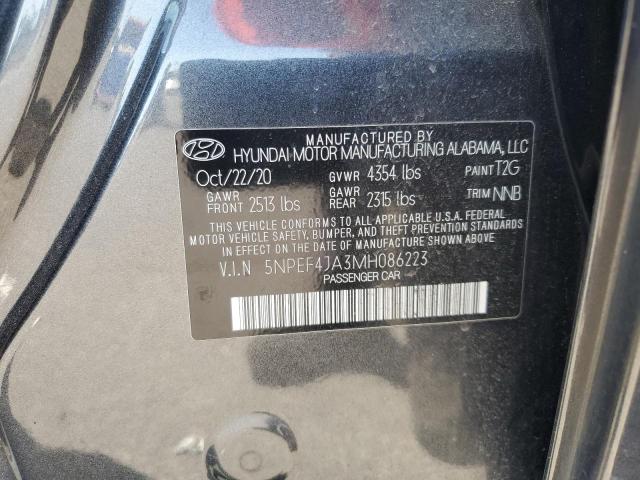 MANUFACTURED BY
HYUNDAI MOTOR MANUFACTURING ALABAMA, LLC
Oct/22/20 GVWR 4354 lbs PAINT T2G
GAWR FRONT 2513 lbs GAWR REAR 2315 lbs TRIM NNB
THIS VEHICLE CONFORMS TO ALL APPLICABLE U.S.A. FEDERAL
MOTOR VEHICLE SAFETY, BUMPER, AND THEFT PREVENTION STANDARDS
IN EFFECT ON THE DATE OF MANUFACTURE SHOWN ABOVE.
V.I.N 5NPEF4JA3MH086223
PASSENGER CAR